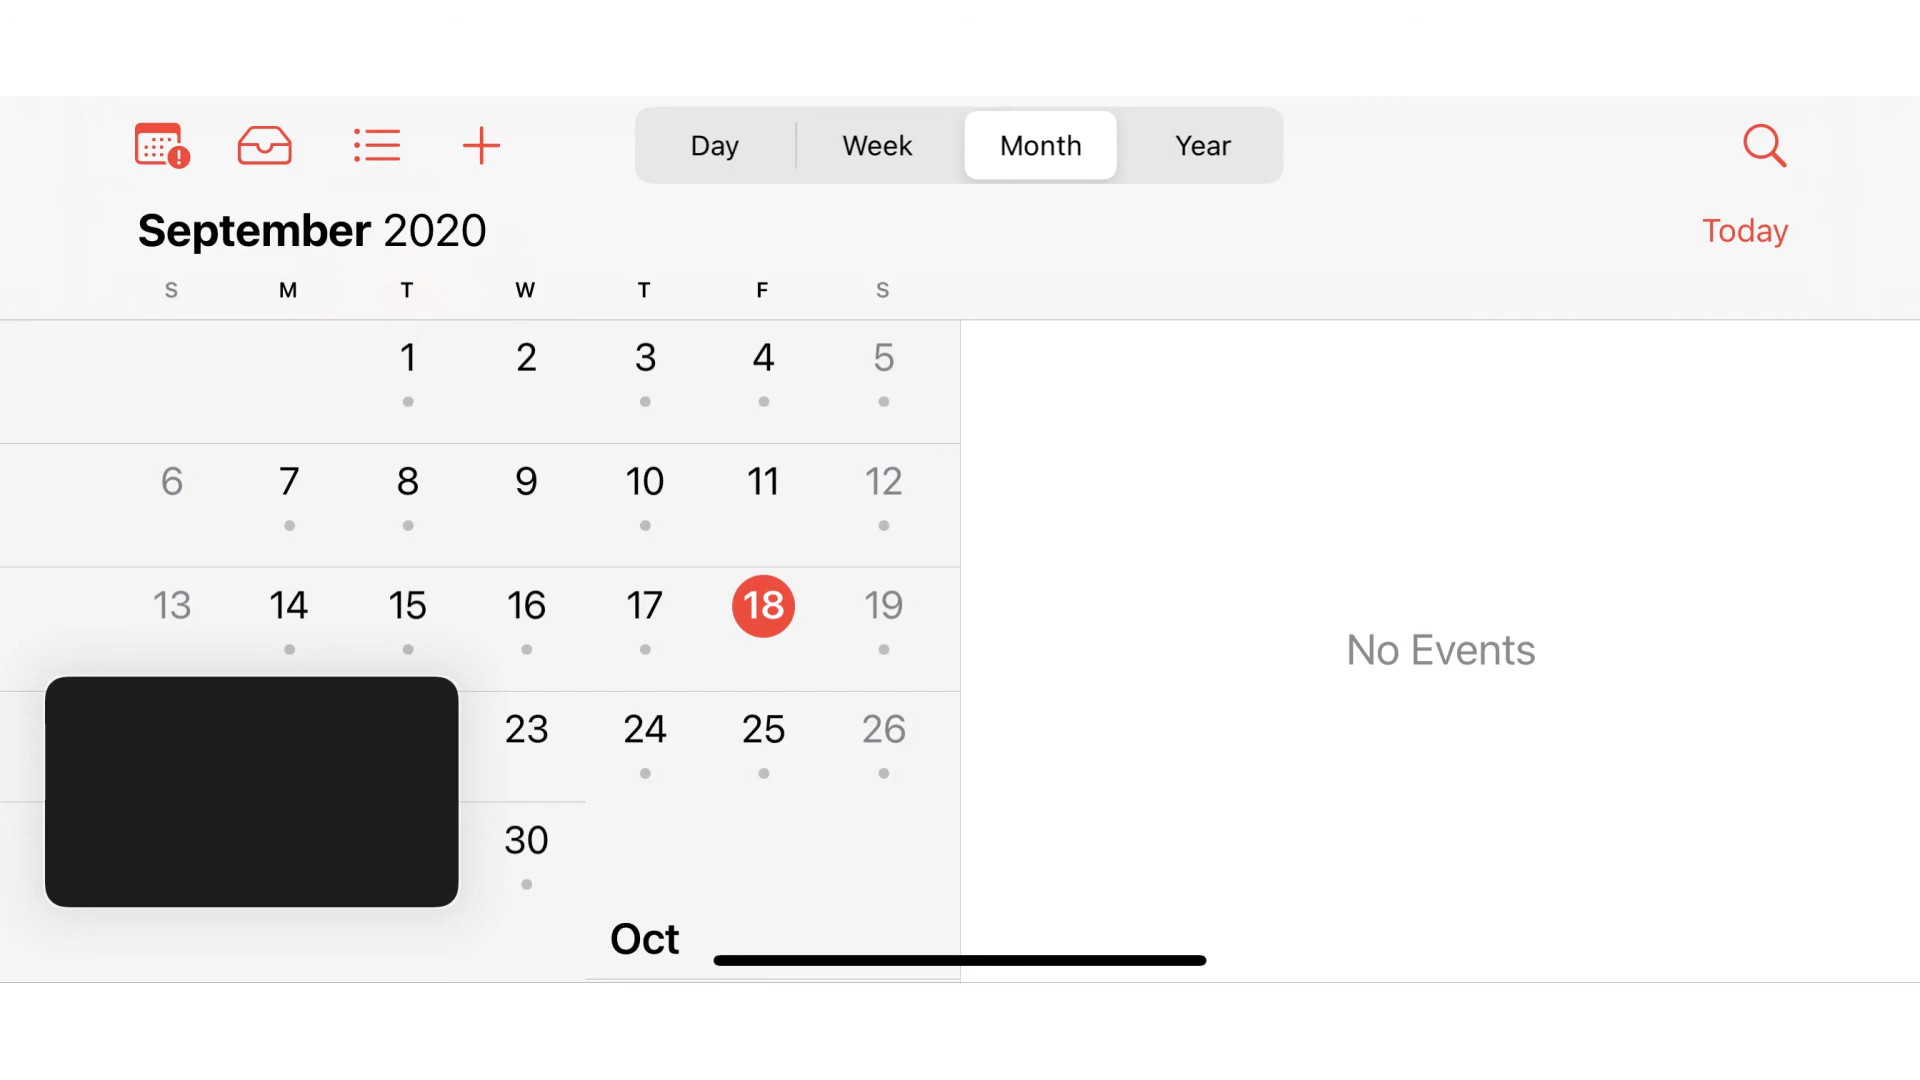 Day Week Month Year
September 2020
Today
S M T W T F S
1 2 3 4 5
6 7 8 9 10 11 12
13 14 15 16 17 18 19
No Events
23 24 25 26
30
Oct